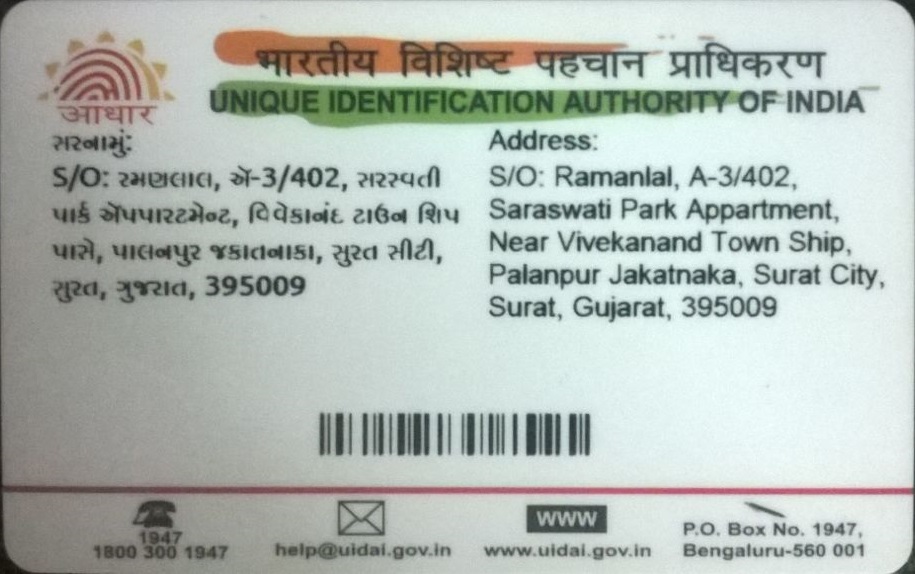 भारतीय विशिष्ट पहचान प्राधिकरण
UNIQUE IDENTIFICATION AUTHORITY OF INDIA
आधार
સરનામું:
S/O: રમણલાલ, ઍ-3/402, સરસ્વતી
પાર્ક ઍપપારટમેન્ટ, વિવેકાનંદ ટાઉન શિપ
પાસે, પાલનપુર જકાતનાકા, સુરત સીટી,
સુરત, ગુજરાત, 395009
Address:
S/O: Ramanlal, A-3/402,
Saraswati Park Appartment,
Near Vivekanand Town Ship,
Palanpur Jakatnaka, Surat City,
Surat, Gujarat, 395009
1947
1800 300 1947
help@uidai.gov.in
WWW
www.uidai.gov.in
P.O. Box No. 1947,
Bengaluru-560 001